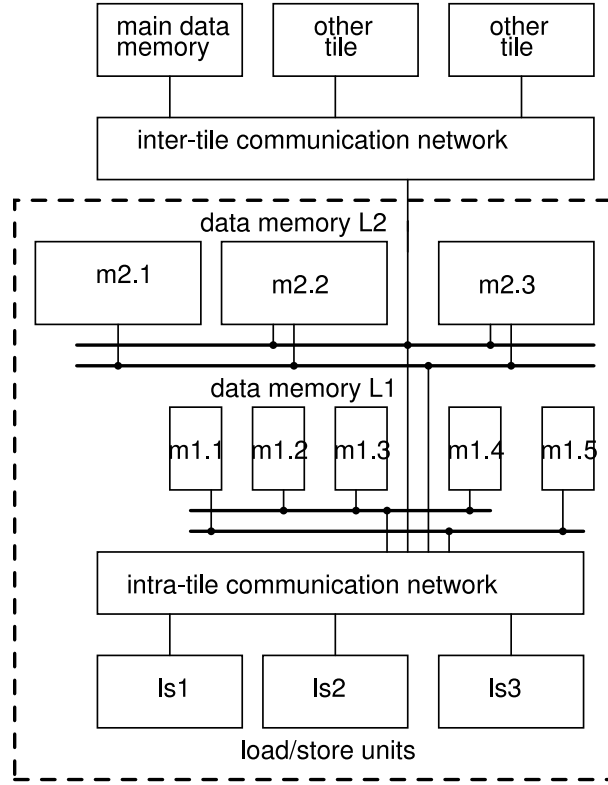 main data
memory
other
tile
other
tile
inter-tile communication network
data memory L2
m2.1
m2.2
m2.3
data memory L1
m1.1
m1.2
m1.3
m1.4
m1.5
intra-tile communication network
ls1
ls2
ls3
load/store units